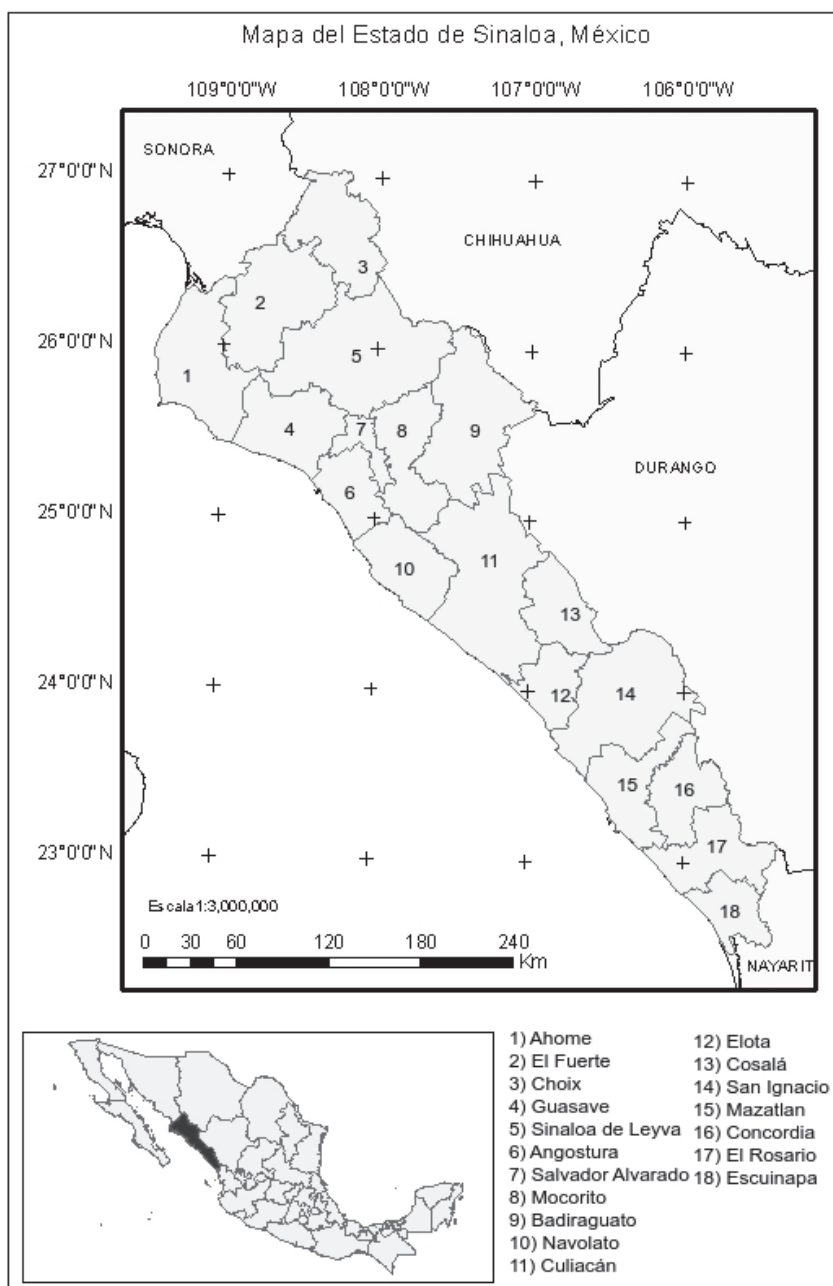 Mapa del Estado de Sinaloa, México
109°0'0"W 108°0'0"W 107°0'0"W 106°0'0"W
27°0'0"N
26°0'0"N
25°0'0"N
24°0'0"N
23°0'0"N
SONORA
CHIHUAHUA
DURANGO
NAYARIT
3
2
5
1
4
7
8
9
6
10
11
13
12
14
15
16
17
18
Escala1:3,000,000
0 30 60 120 180 240
Km
1) Ahome
2) El Fuerte
3) Choix
4) Guasave
5) Sinaloa de Leyva
6) Angostura
7) Salvador Alvarado
8) Mocorito
9) Badiraguato
10) Navolato
11) Culiacán
12) Elota
13) Cosalá
14) San Ignacio
15) Mazatlan
16) Concordia
17) El Rosario
18) Escuinapa